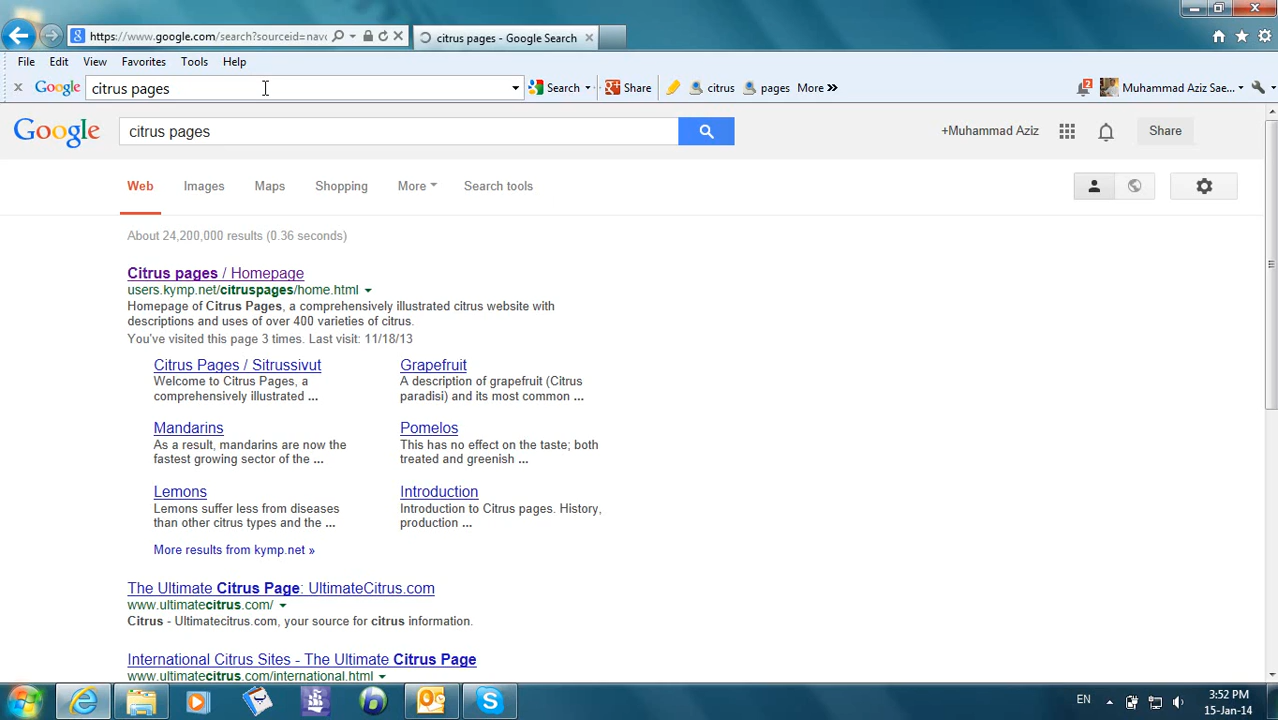 https://www.google.com/search?sourceid=nav
citrus pages - Google Search
File Edit View Favorites Tools Help
Google citrus pages Search Share citrus pages More » Muhammad Aziz Sae...
Google citrus pages +Muhammad Aziz Share
Web Images Maps Shopping More Search tools
About 24,200,000 results (0.36 seconds)
Citrus pages / Homepage
users.kymp.net/citruspages/home.html
Homepage of Citrus Pages, a comprehensively illustrated citrus website with
descriptions and uses of over 400 varieties of citrus.
You've visited this page 3 times. Last visit: 11/18/13
Citrus Pages / Sitrussivut
Welcome to Citrus Pages, a
comprehensively illustrated ...
Grapefruit
A description of grapefruit (Citrus
paradisi) and its most common ...
Mandarins
As a result, mandarins are now the
fastest growing sector of the ...
Pomelos
This has no effect on the taste; both
treated and greenish ...
Lemons
Lemons suffer less from diseases
than other citrus types and the ...
Introduction
Introduction to Citrus pages. History,
production ...
More results from kymp.net »
The Ultimate Citrus Page: UltimateCitrus.com
www.ultimatecitrus.com/
Citrus - Ultimatecitrus.com, your source for citrus information.
International Citrus Sites - The Ultimate Citrus Page
www.ultimatecitrus.com/international.html
EN
3:52 PM
15-Jan-14